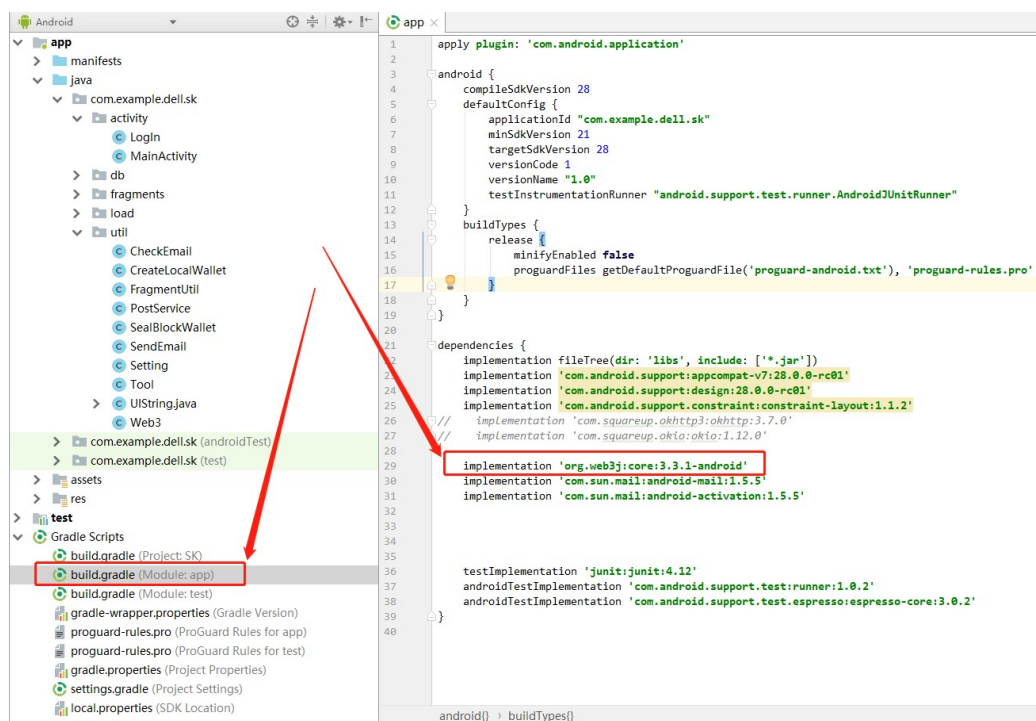 Android
app
manifests
java
com.example.dell.sk
activity
LogIn
MainActivity
db
fragments
load
util
CheckEmail
CreateLocalWallet
FragmentUtil
PostService
SealBlockWallet
SendEmail
Setting
Tool
UIString.java
Web3
com.example.dell.sk (androidTest)
com.example.dell.sk (test)
assets
res
test
Gradle Scripts
build.gradle (Project: SK)
build.gradle (Module: app)
build.gradle (Module: test)
gradle-wrapper.properties (Gradle Version)
proguard-rules.pro (ProGuard Rules for app)
proguard-rules.pro (ProGuard Rules for test)
gradle.properties (Project Properties)
settings.gradle (Project Settings)
local.properties (SDK Location)
app
1 apply plugin: 'com.android.application'
2
3 android {
4 compileSdkVersion 28
5 defaultConfig {
6 applicationId "com.example.dell.sk"
7 minSdkVersion 21
8 targetSdkVersion 28
9 versionCode 1
10 versionName "1.0"
11 testInstrumentationRunner "android.support.test.runner.AndroidJUnitRunner"
12 }
13 buildTypes {
14 release {
15 minifyEnabled false
16 proguardFiles getDefaultProguardFile('proguard-android.txt'), 'proguard-rules.pro'
17 }
18 }
19 }
20
21 dependencies {
22 implementation fileTree(dir: 'libs', include: ['*.jar'])
23 implementation 'com.android.support:appcompat-v7:28.0.0-rc01'
24 implementation 'com.android.support:design:28.0.0-rc01'
25 implementation 'com.android.support.constraint:constraint-layout:1.1.2'
26 // implementation 'com.squareup.okhttp3:okhttp:3.7.0'
27 // implementation 'com.squareup.okio:okio:1.12.0'
28
29 implementation 'org.web3j:core:3.3.1-android'
30 implementation 'com.sun.mail:android-mail:1.5.5'
31 implementation 'com.sun.mail:android-activation:1.5.5'
32
33
34
35
36 testImplementation 'junit:junit:4.12'
37 androidTestImplementation 'com.android.support.test:runner:1.0.2'
38 androidTestImplementation 'com.android.support.test.espresso:espresso-core:3.0.2'
39 }
40
android{} › buildTypes{}